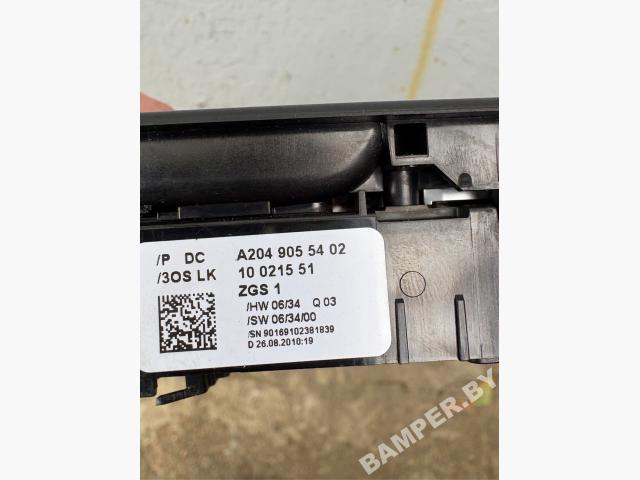 /P DC A204 905 54 02
/3OS LK 10 0215 51
ZGS 1
/HW 06/34 Q 03
/SW 06/34/00
/SN 90169102381839
D 26.08.2010:19
BAMPER.BY